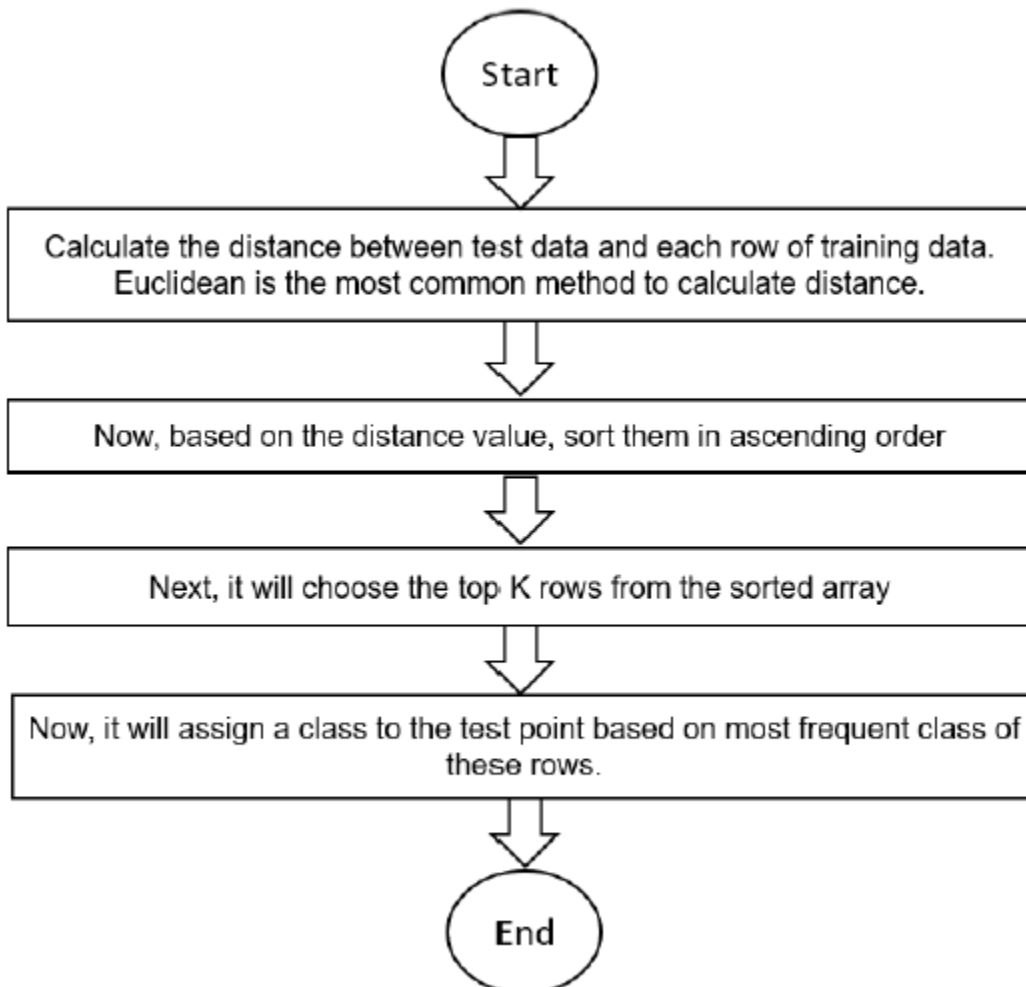 Start
Calculate the distance between test data and each row of training data.
Euclidean is the most common method to calculate distance.
Now, based on the distance value, sort them in ascending order
Next, it will choose the top K rows from the sorted array
Now, it will assign a class to the test point based on most frequent class of
these rows.
End